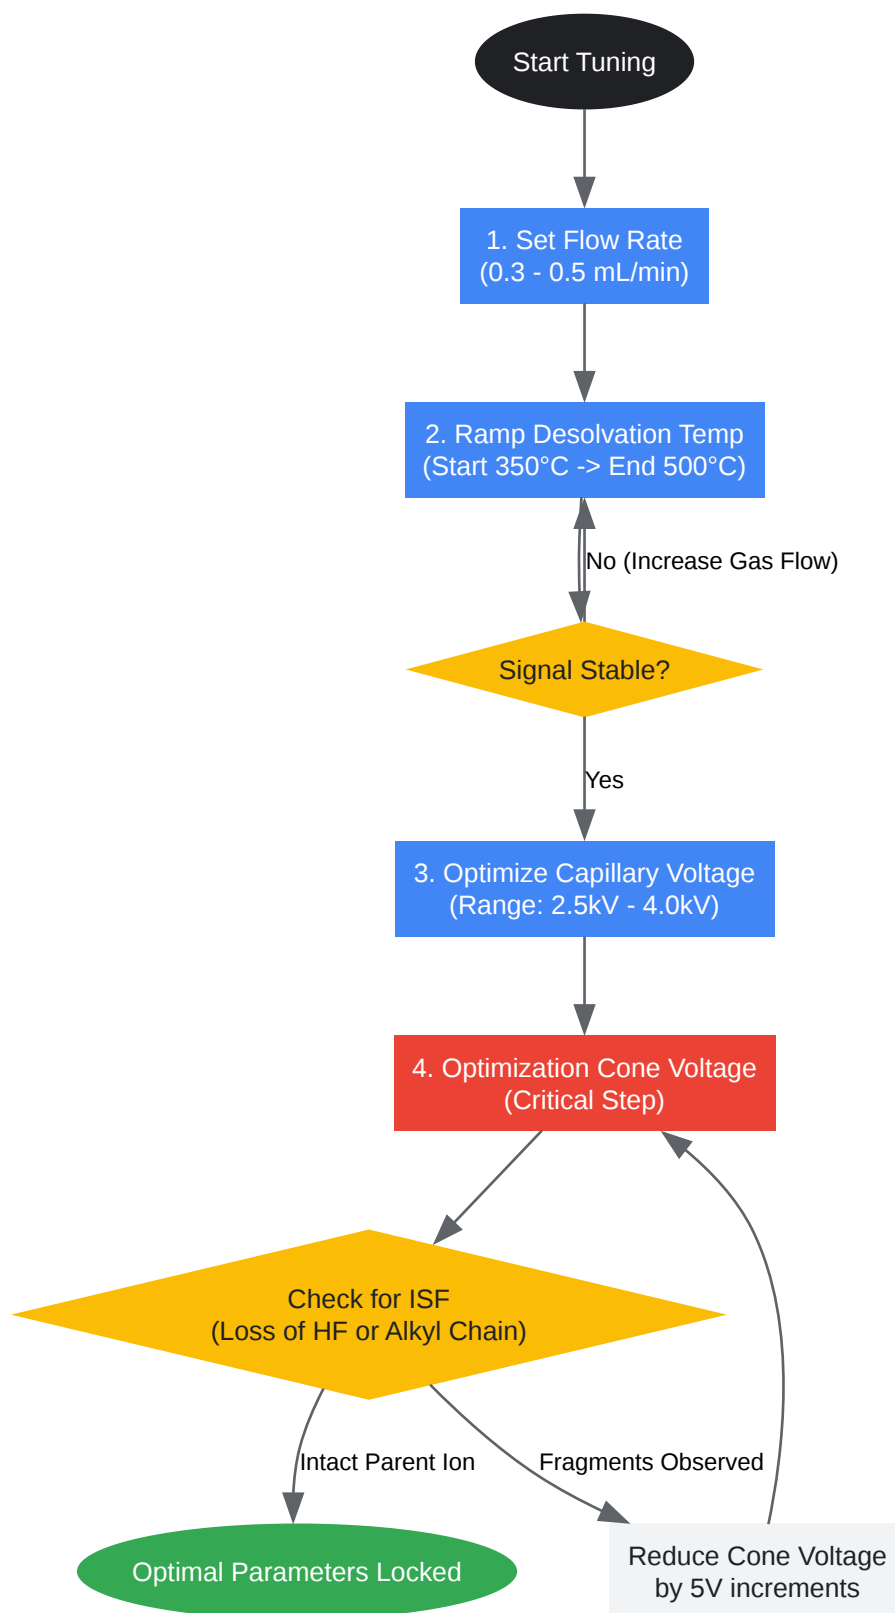 Start Tuning
1. Set Flow Rate
(0.3 - 0.5 mL/min)
2. Ramp Desolvation Temp
(Start 350°C -> End 500°C)
No (Increase Gas Flow)
Signal Stable?
Yes
3. Optimize Capillary Voltage
(Range: 2.5kV - 4.0kV)
4. Optimization Cone Voltage
(Critical Step)
Check for ISF
(Loss of HF or Alkyl Chain)
Intact Parent Ion
Fragments Observed
Optimal Parameters Locked
Reduce Cone Voltage
by 5V increments